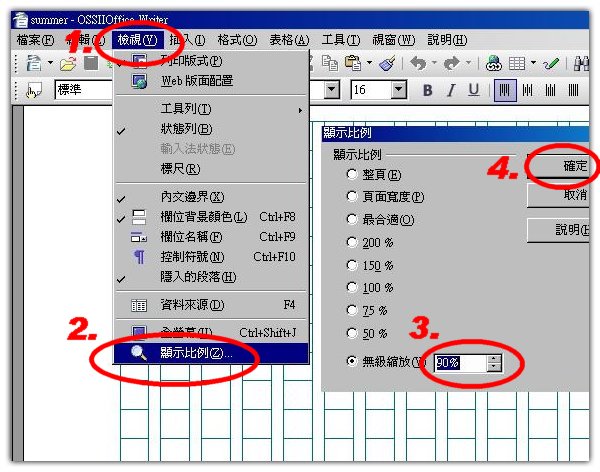 summer - OSSIIOffice Writer
檔案(F) 編輯(E) 檢視(V) 插入(I) 格式(O) 表格(A) 工具(T) 視窗(W) 說明(H)
1.
標準 16 B I U
列印版式(P)
Web 版面配置
工具列(T)
狀態列(B)
輸入法狀態(E)
標尺(R)
內文邊界(X)
欄位背景顏色(L) Ctrl+F8
欄位名稱(F) Ctrl+F9
控制符號(N) Ctrl+F10
隱入的段落(H)
資料來源(D) F4
全螢幕(U) Ctrl+Shift+J
2.
顯示比例(Z)...
顯示比例
顯示比例
整頁(E)
頁面寬度(P)
最合適(O)
200 %
150 %
100 %
75 %
50 %
3.
無級縮放(V) 90%
4.
確定
取消
說明(H